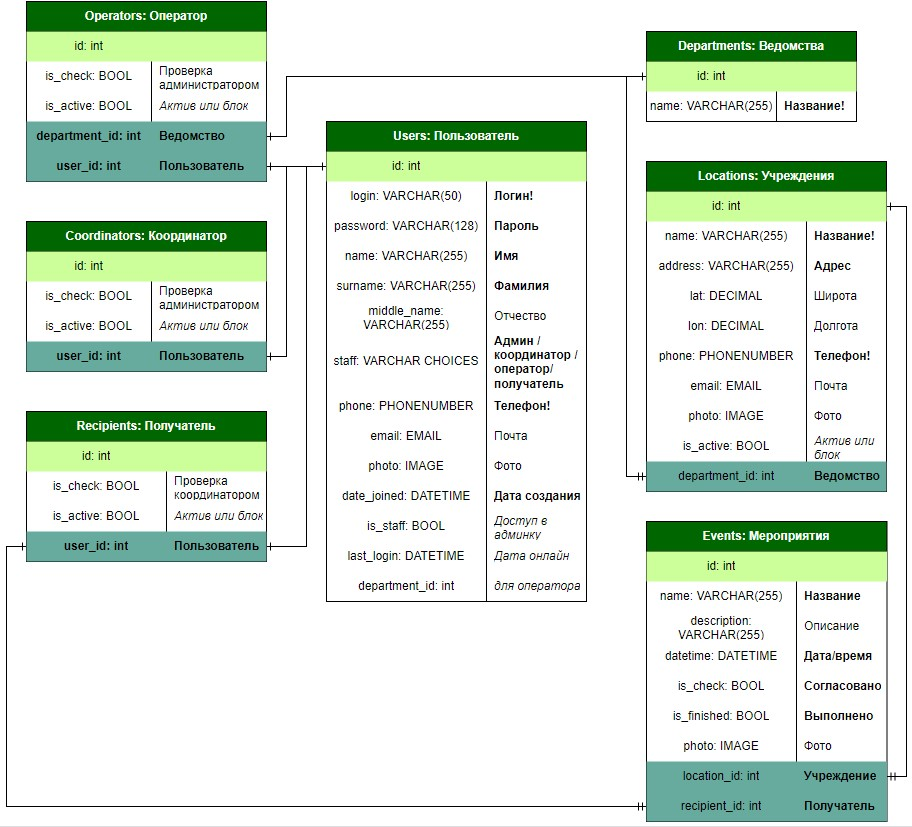 Operators: Оператор
id: int
is_check: BOOL
Проверка
администратором
is_active: BOOL
Актив или блок
department_id: int
Ведомство
user_id: int
Пользователь
Coordinators: Координатор
id: int
is_check: BOOL
Проверка
администратором
is_active: BOOL
Актив или блок
user_id: int
Пользователь
Recipients: Получатель
id: int
is_check: BOOL
Проверка
координатором
is_active: BOOL
Актив или блок
user_id: int
Пользователь
Users: Пользователь
id: int
login: VARCHAR(50)
Логин!
password: VARCHAR(128)
Пароль
name: VARCHAR(255)
Имя
surname: VARCHAR(255)
Фамилия
middle_name:
VARCHAR(255)
Отчество
staff: VARCHAR CHOICES
Админ /
координатор /
оператор/
получатель
phone: PHONENUMBER
Телефон!
email: EMAIL
Почта
photo: IMAGE
Фото
date_joined: DATETIME
Дата создания
is_staff: BOOL
Доступ в
админку
last_login: DATETIME
Дата онлайн
department_id: int
для оператора
Departments: Ведомства
id: int
name: VARCHAR(255)
Название!
Locations: Учреждения
id: int
name: VARCHAR(255)
Название!
address: VARCHAR(255)
Адрес
lat: DECIMAL
Широта
lon: DECIMAL
Долгота
phone: PHONENUMBER
Телефон!
email: EMAIL
Почта
photo: IMAGE
Фото
is_active: BOOL
Актив или
блок
department_id: int
Ведомство
Events: Мероприятия
id: int
name: VARCHAR(255)
Название
description:
VARCHAR(255)
Описание
datetime: DATETIME
Дата/время
is_check: BOOL
Согласовано
is_finished: BOOL
Выполнено
photo: IMAGE
Фото
location_id: int
Учреждение
recipient_id: int
Получатель